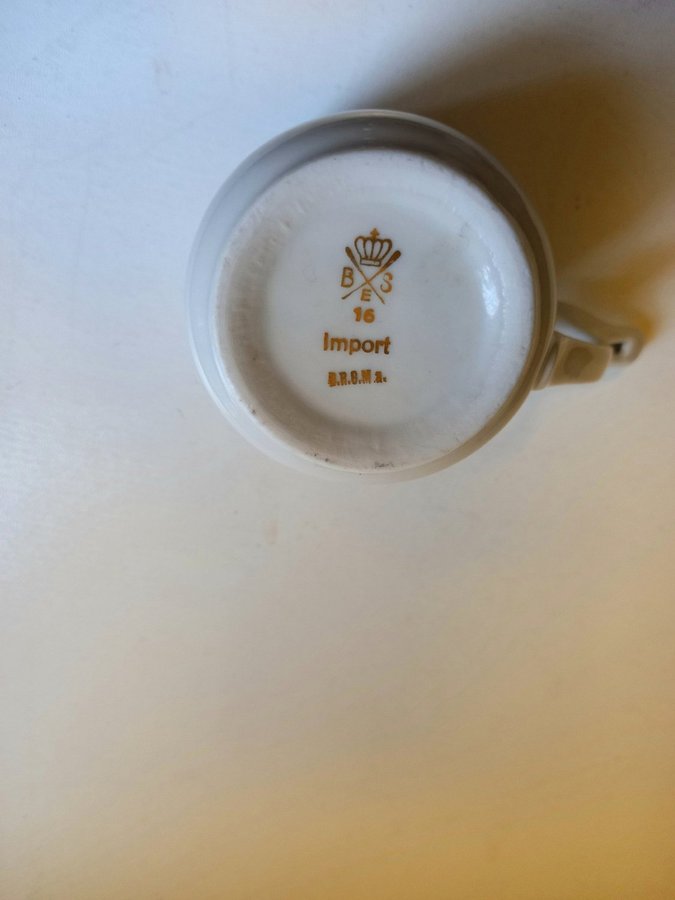 B S
E
16
Import
D.R.G.M a.